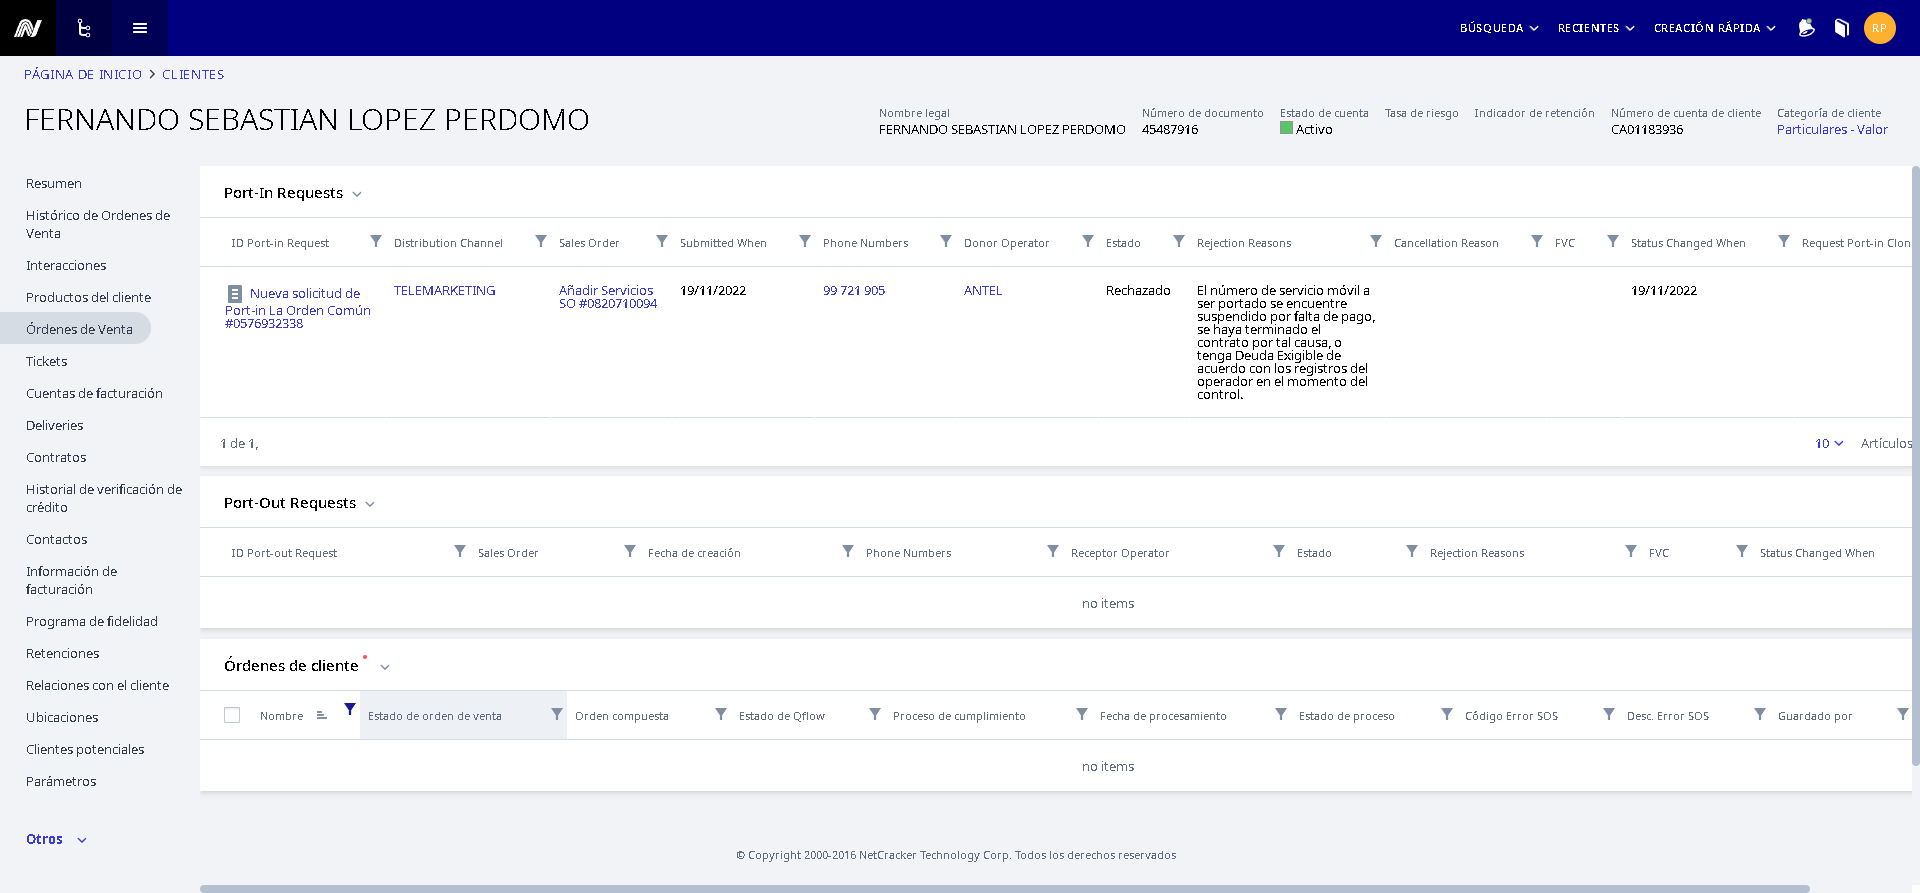 BÚSQUEDA RECIENTES CREACIÓN RÁPIDA RP
PÁGINA DE INICIO > CLIENTES
FERNANDO SEBASTIAN LOPEZ PERDOMO
Nombre legal
FERNANDO SEBASTIAN LOPEZ PERDOMO
Número de documento
45487916
Estado de cuenta
Activo
Tasa de riesgo
Indicador de retención
Número de cuenta de cliente
CA01183936
Categoría de cliente
Particulares - Valor
Resumen
Histórico de Ordenes de
Venta
Interacciones
Productos del cliente
Órdenes de Venta
Tickets
Cuentas de facturación
Deliveries
Contratos
Historial de verificación de
crédito
Contactos
Información de
facturación
Programa de fidelidad
Retenciones
Relaciones con el cliente
Ubicaciones
Clientes potenciales
Parámetros
Otros
Port-In Requests
ID Port-in Request Distribution Channel Sales Order Submitted When Phone Numbers Donor Operator Estado Rejection Reasons Cancellation Reason FVC Status Changed When Request Port-in Clon
Nueva solicitud de
Port-in La Orden Común
#0576932338
TELEMARKETING
Añadir Servicios
SO #0820710094
19/11/2022
99 721 905
ANTEL
Rechazado
El número de servicio móvil a
ser portado se encuentre
suspendido por falta de pago,
se haya terminado el
contrato por tal causa, o
tenga Deuda Exigible de
acuerdo con los registros del
operador en el momento del
control.
19/11/2022
1 de 1,
10 Artículos
Port-Out Requests
ID Port-out Request Sales Order Fecha de creación Phone Numbers Receptor Operator Estado Rejection Reasons FVC Status Changed When
no items
Órdenes de cliente *
Nombre Estado de orden de venta Orden compuesta Estado de Qflow Proceso de cumplimiento Fecha de procesamiento Estado de proceso Código Error SOS Desc. Error SOS Guardado por
no items
© Copyright 2000-2016 NetCracker Technology Corp. Todos los derechos reservados